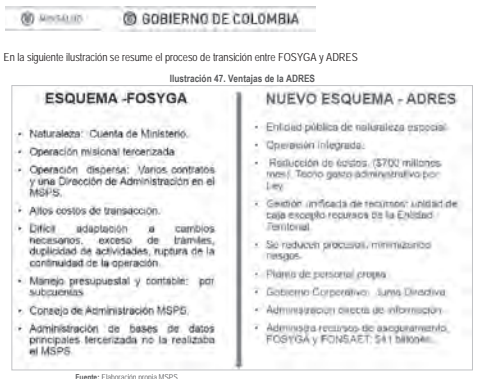 MINSALUD
GOBIERNO DE COLOMBIA
En la siguiente ilustración se resume el proceso de transición entre FOSYGA y ADRES
Ilustración 47. Ventajas de la ADRES
ESQUEMA -FOSYGA
• Naturaleza: Cuenta de Ministerio.
• Operación misional tercerizada
• Operación dispersa: Varios contratos
y una Dirección de Administración en el
MSPS.
• Altos costos de transacción.
• Difícil adaptación a cambios
necesarios, exceso de trámites,
duplicidad de actividades, ruptura de la
continuidad de la operación.
• Manejo presupuestal y contable: por
subcuentas
• Consejo de Administración MSPS.
• Administración de bases de datos
principales tercerizada no la realizaba
el MSPS.
NUEVO ESQUEMA - ADRES
• Entidad pública de naturaleza especial
• Operación integrada.
• Reducción de costos. ($700 millones
mes). Techo gasto administrativo por
Ley
• Gestión unificada de recursos: unidad de
caja excepto recursos de la Entidad
Territorial
• Se reducen procesos, minimizando
riesgos.
• Planta de personal propia
• Gobierno Corporativo: Junta Directiva
• Administración directa de información
• Administra recursos de aseguramiento,
FOSYGA y FONSAET: $41 billones.
Fuente: Elaboración propia MSPS